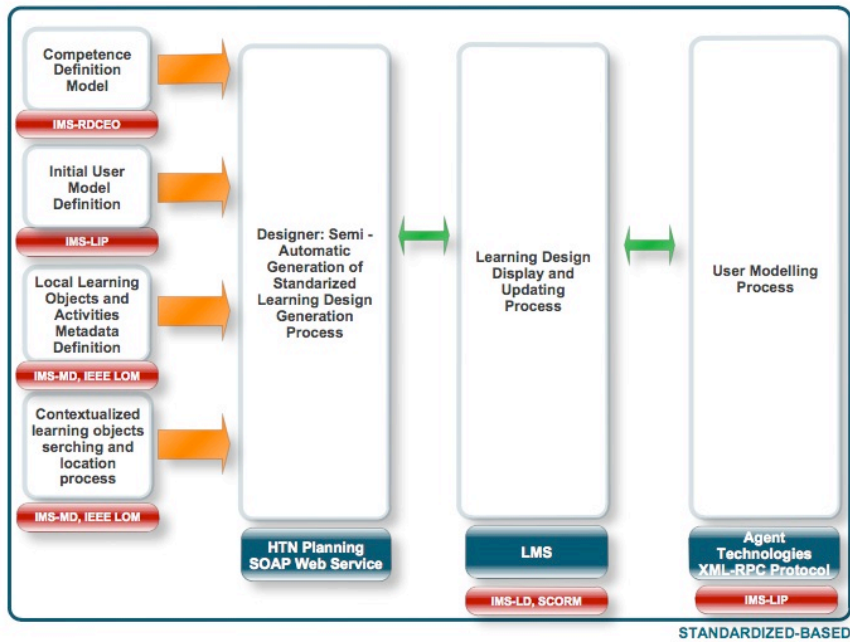 Competence
Definition
Model
IMS-RDCEO
Initial User
Model
Definition
IMS-LIP
Local Learning
Objects and
Activities
Metadata
Definition
IMS-MD, IEEE LOM
Contextualized
learning objects
serching and
location
process
IMS-MD, IEEE LOM
Designer: Semi -
Automatic
Generation of
Standarized
Learning Design
Generation
Process
HTN Planning
SOAP Web Service
Learning Design
Display and
Updating
Process
LMS
IMS-LD, SCORM
User Modelling
Process
Agent
Technologies
XML-RPC Protocol
IMS-LIP
STANDARDIZED-BASED